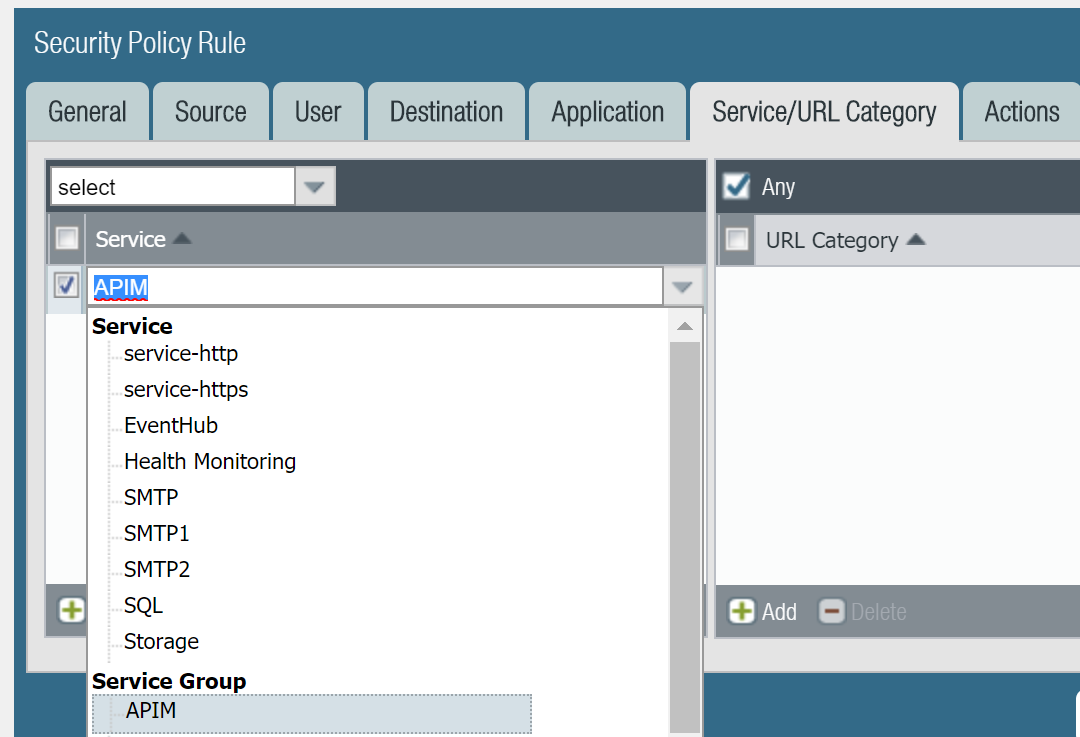 Security Policy Rule
General Source User Destination Application Service/URL Category Actions
select
Any
Service
URL Category
APIM
Service
service-http
service-https
EventHub
Health Monitoring
SMTP
SMTP1
SMTP2
SQL
Storage
Add Delete
Service Group
APIM